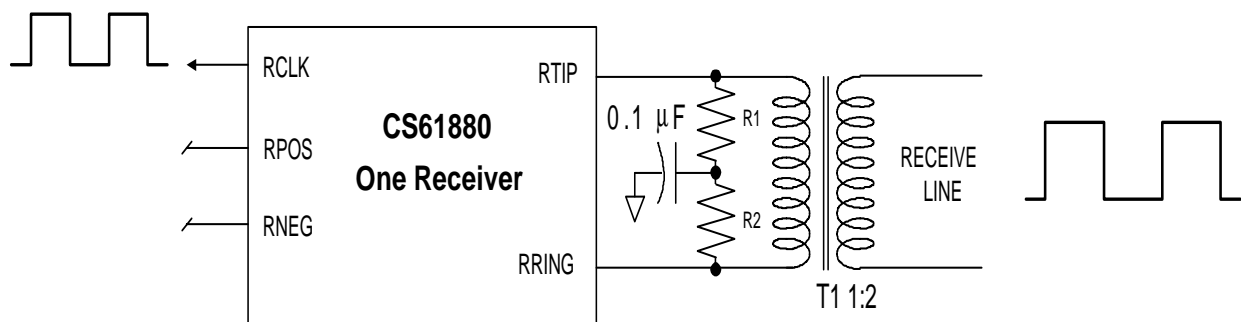 RCLK
RPOS
RNEG
CS61880
One Receiver
RTIP
RRING
0.1 μF
R1
R2
T1 1:2
RECEIVE
LINE